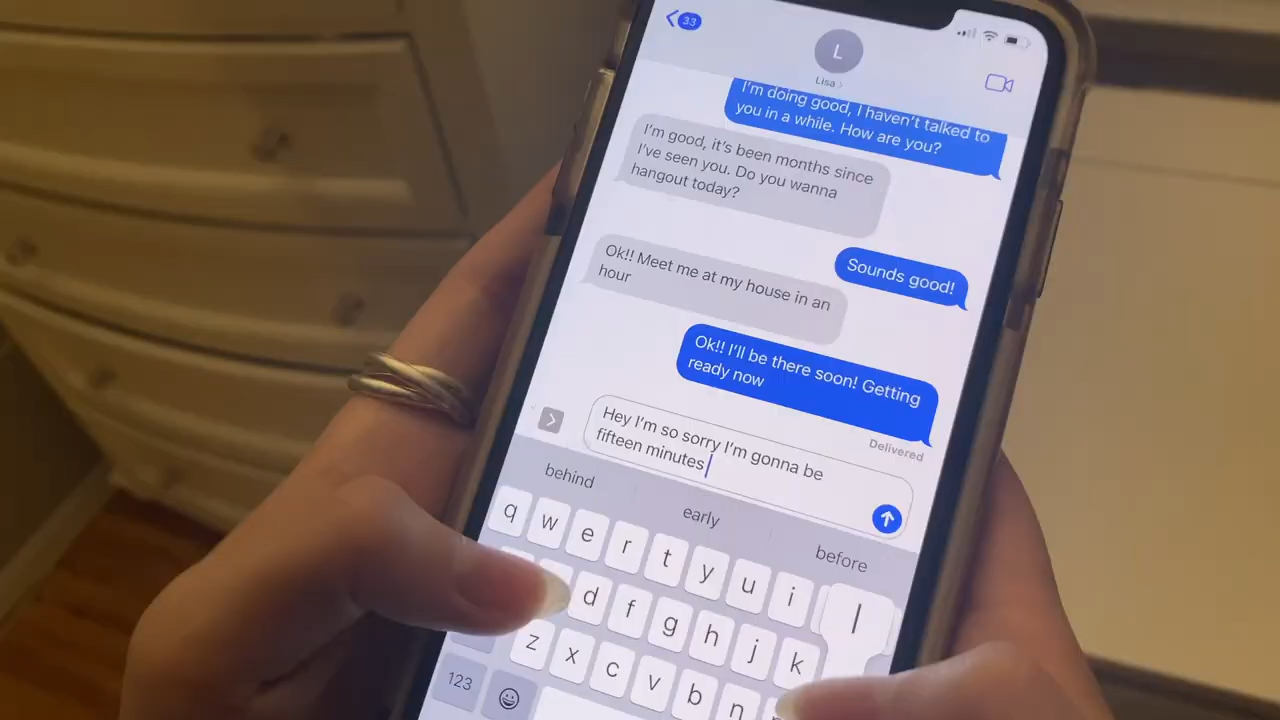 33
L
Lisa
I'm doing good, I haven't talked to
you in a while. How are you?
I'm good, it's been months since
I've seen you. Do you wanna
hangout today?
Sounds good!
Ok!! Meet me at my house in an
hour
Ok!! I'll be there soon! Getting
ready now
Delivered
Hey I'm so sorry I'm gonna be
fifteen minutes
behind early before
q w e r t y u i
d f g h j k l
z x c v b n
123